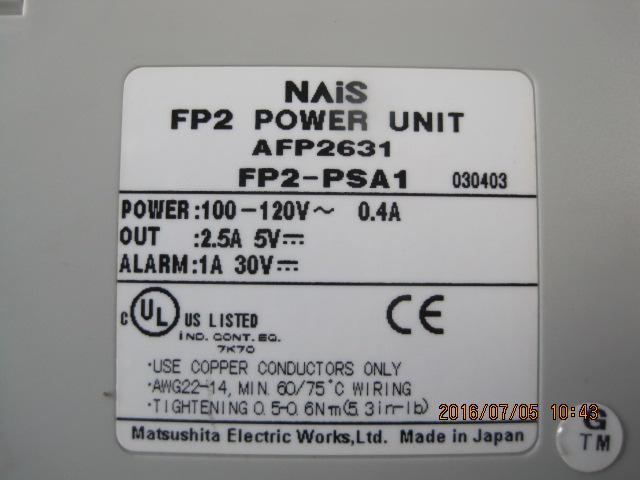 NAiS
FP2 POWER UNIT
AFP2631
FP2-PSA1 030403
POWER:100-120V～ 0.4A
OUT :2.5A 5V⎓
ALARM:1A 30V⎓
c UL US LISTED CE
IND. CONT. EQ.
7K70
·USE COPPER CONDUCTORS ONLY
·AWG22-14, MIN. 60/75°C WIRING
·TIGHTENING 0.5-0.6N·m(5.3in-lb)
2016/07/05 10:43
Matsushita Electric Works,Ltd. Made in Japan
G
TM